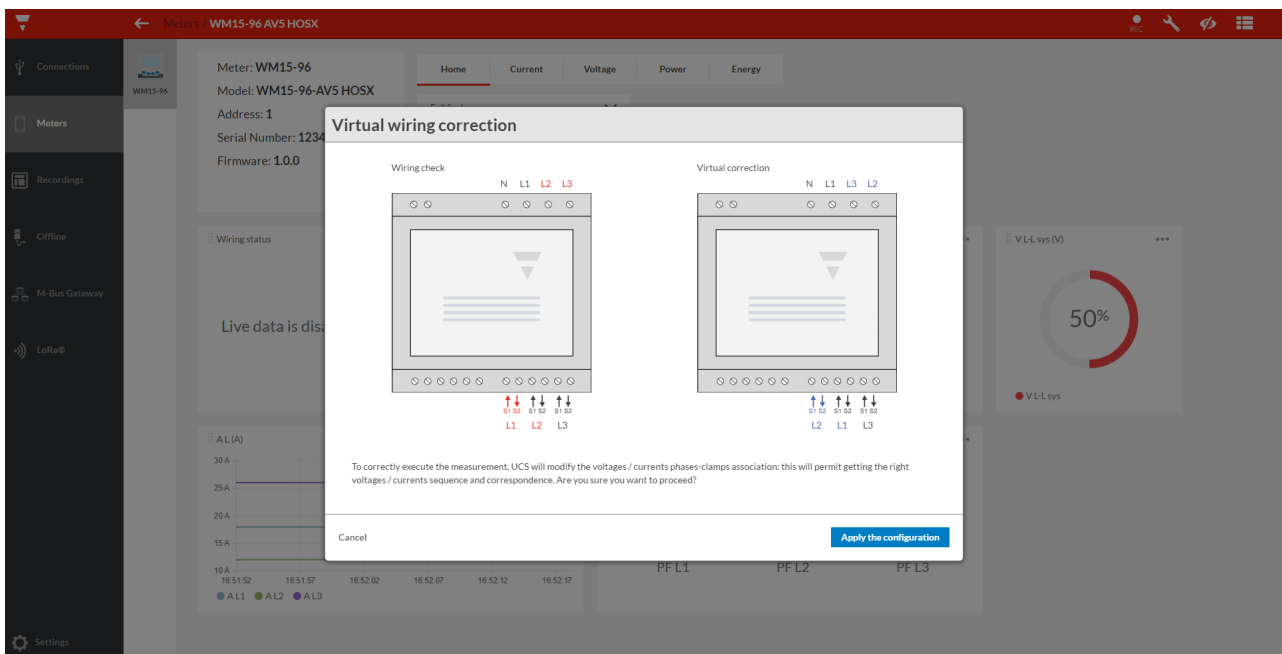 Meters / WM15-96 AV5 HOSX
REC
Connections
Meters
Recordings
Offline
M-Bus Gateway
LoRa®
Settings
WM15-96
Meter: WM15-96
Model: WM15-96-AV5 HOSX
Address: 1
Serial Number: 1234
Firmware: 1.0.0
Home Current Voltage Power Energy
Virtual wiring correction
Wiring check
N L1 L2 L3
S1 S2 S1 S2 S1 S2
L1 L2 L3
Virtual correction
N L1 L3 L2
S1 S2 S1 S2 S1 S2
L2 L1 L3
To correctly execute the measurement, UCS will modify the voltages / currents phases-clamps association: this will permit getting the right
voltages / currents sequence and correspondence. Are you sure you want to proceed?
Cancel
Apply the configuration
Wiring status
Live data is disa
V L-L sys (V)
50%
V L-L sys
A L (A)
30 A
25 A
20 A
15 A
10 A
16:51:52 16:51:57 16:52:02 16:52:07 16:52:12 16:52:17
A L1 A L2 A L3
PF L1 PF L2 PF L3